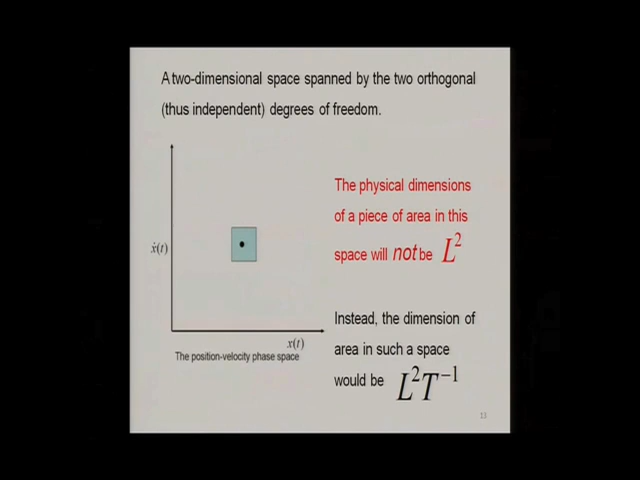 A two-dimensional space spanned by the two orthogonal
(thus independent) degrees of freedom.
The physical dimensions
of a piece of area in this
space will not be L²
ẋ(t)
x(t)
The position-velocity phase space
Instead, the dimension of
area in such a space
would be L²T⁻¹
13